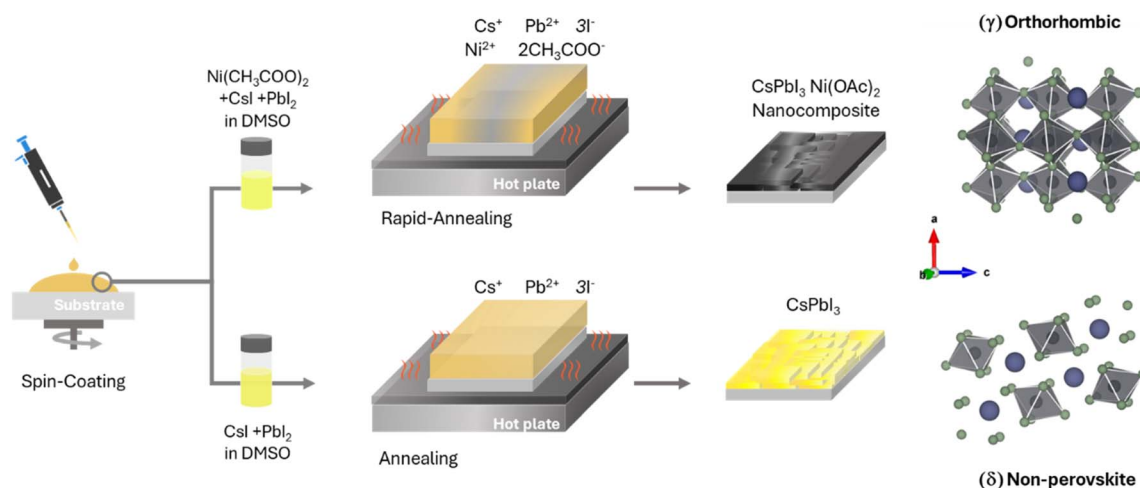 Cs⁺ Pb²⁺ 3I⁻
Ni²⁺ 2CH₃COO⁻
Ni(CH₃COO)₂
+CsI +PbI₂
in DMSO
Hot plate
Rapid-Annealing
CsPbI₃ Ni(OAc)₂
Nanocomposite
(γ) Orthorhombic
a
b
c
Substrate
Spin-Coating
CsI +PbI₂
in DMSO
Cs⁺ Pb²⁺ 3I⁻
Hot plate
Annealing
CsPbI₃
(δ) Non-perovskite